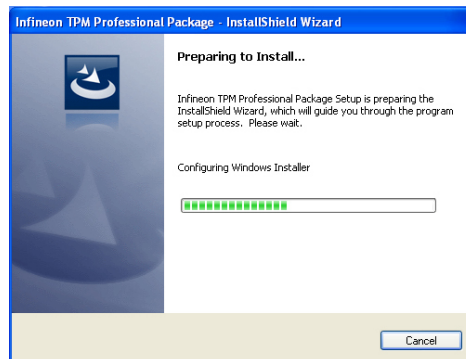 Infineon TPM Professional Package - InstallShield Wizard
Preparing to Install...
Infineon TPM Professional Package Setup is preparing the
InstallShield Wizard, which will guide you through the program
setup process. Please wait.
Configuring Windows Installer
Cancel